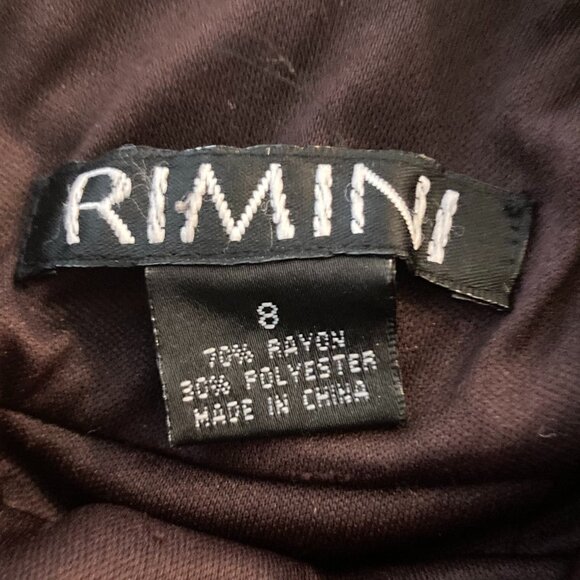 RIMINI
8
70% RAYON
30% POLYESTER
MADE IN CHINA